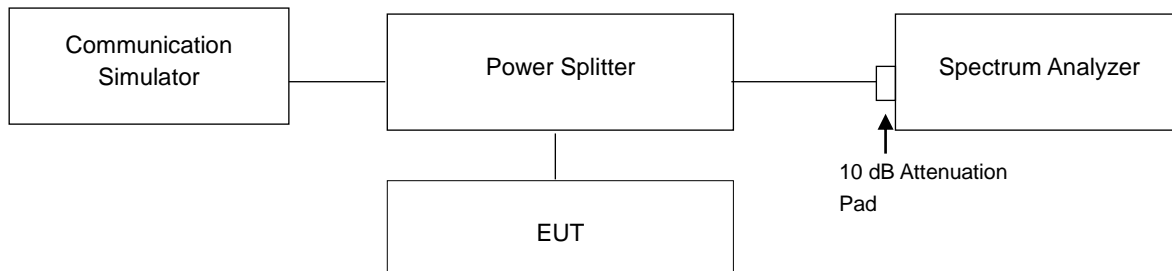 Communication
Simulator
Power Splitter
Spectrum Analyzer
10 dB Attenuation
Pad
EUT